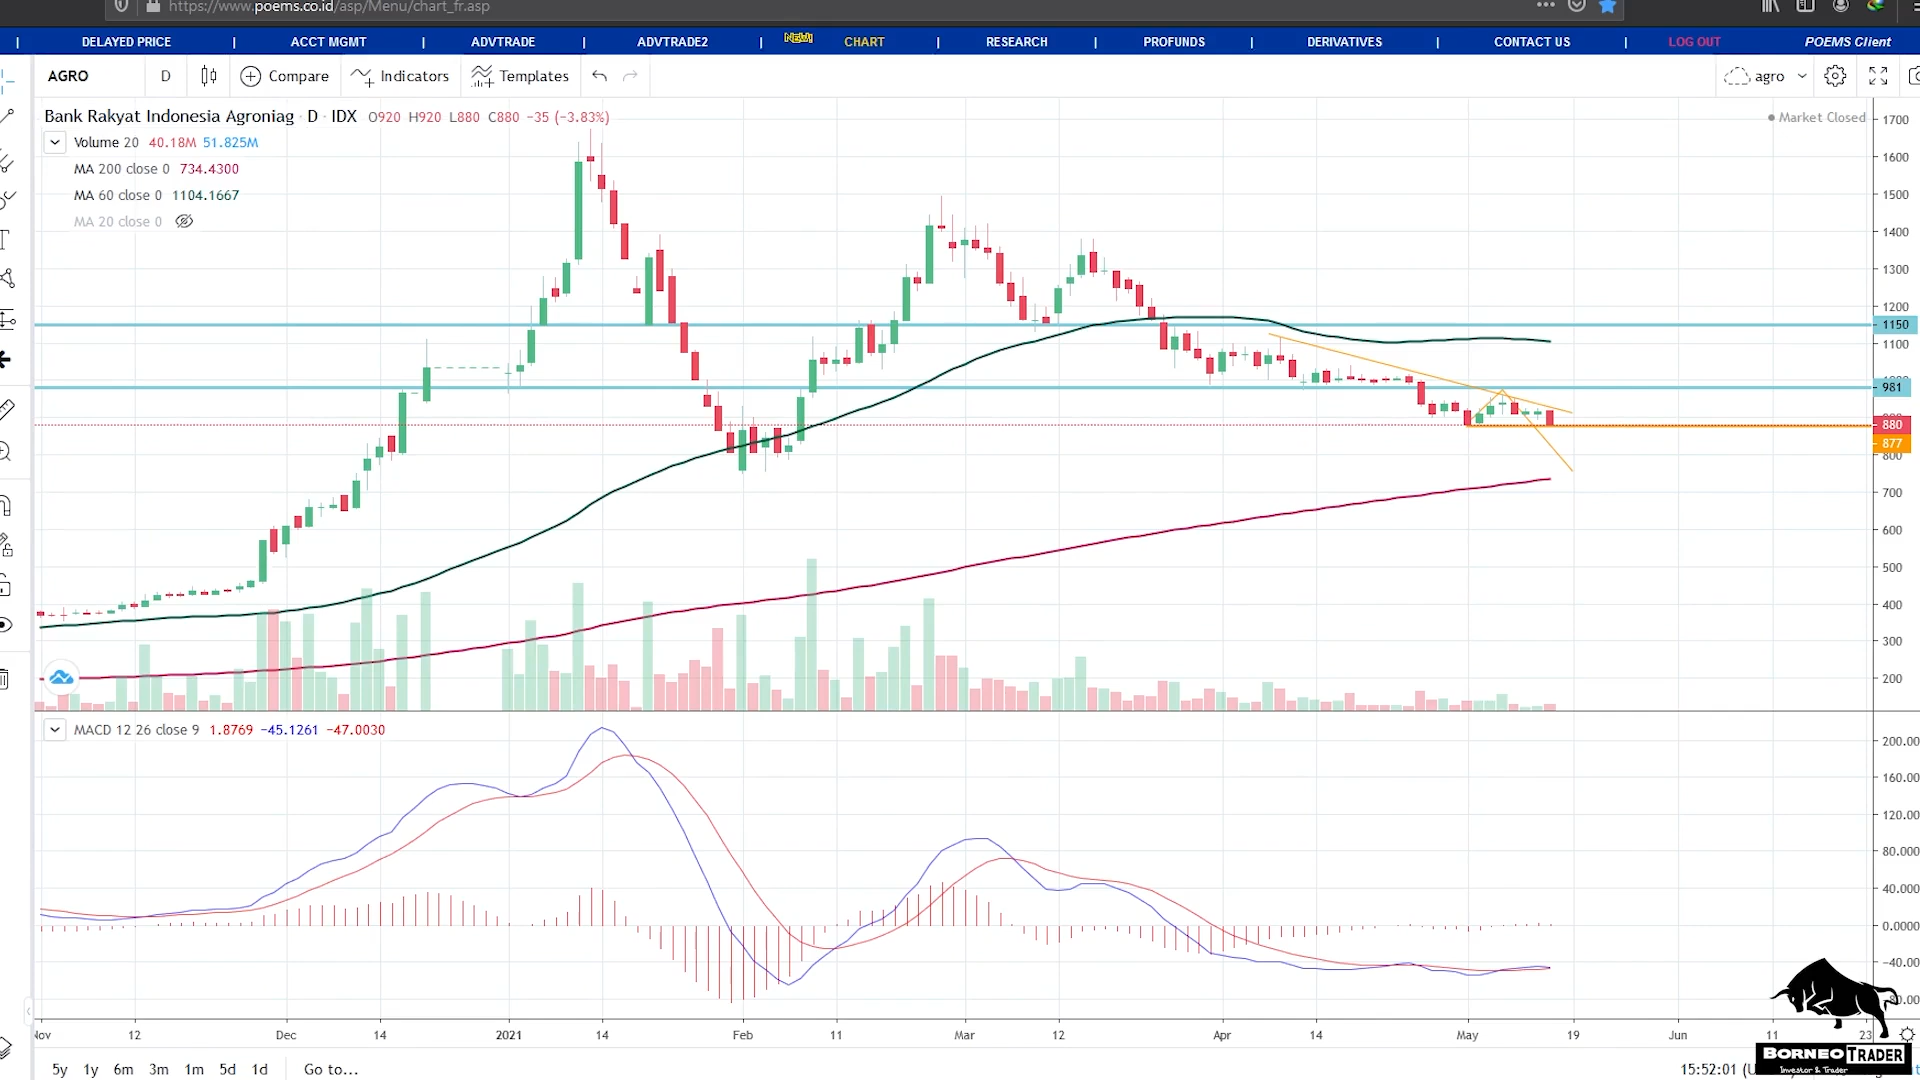 https://www.poems.co.id/asp/Menu/chart_fr.asp
| DELAYED PRICE | ACCT MGMT | ADVTRADE | ADVTRADE2 | NEW! CHART | RESEARCH | PROFUNDS | DERIVATIVES | CONTACT US | LOG OUT POEMS Client
AGRO D Compare Indicators Templates agro
Bank Rakyat Indonesia Agroniag · D · IDX O920 H920 L880 C880 −35 (−3.83%)
Market Closed
Volume 20 40.18M 51.825M
MA 200 close 0 734.4300
MA 60 close 0 1104.1667
MA 20 close 0
1700
1600
1500
1400
1300
1200
1150
1100
981
880
877
800
700
600
500
400
300
200
MACD 12 26 close 9 1.8769 −45.1261 −47.0030
200.00
160.00
120.00
80.000
40.000
0.0000
−40.00
Nov 12 Dec 14 2021 14 Feb 11 Mar 12 Apr 14 May 19 Jun 11 23
BORNEO TRADER
Investor & Trader
5y 1y 6m 3m 1m 5d 1d Go to... 15:52:01